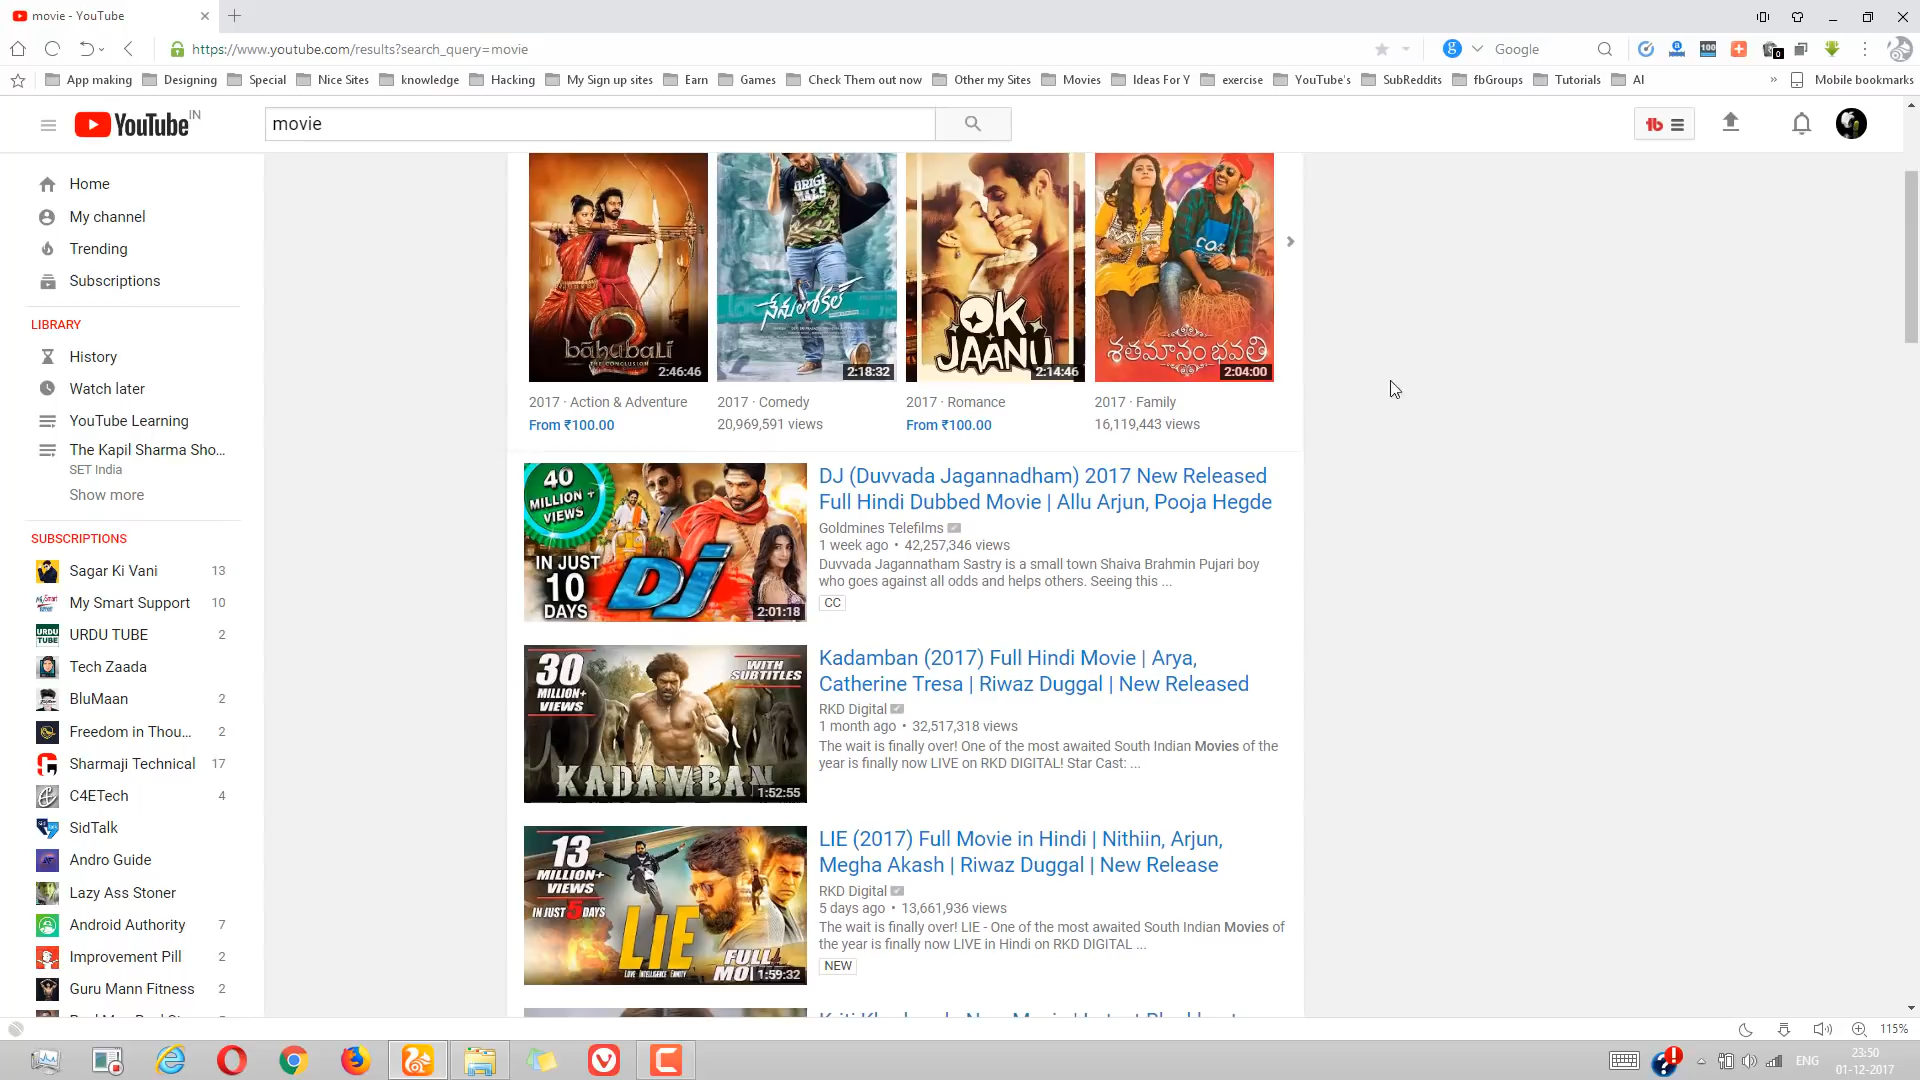 movie - YouTube
https://www.youtube.com/results?search_query=movie
Google
100
0
App making
Designing
Special
Nice Sites
knowledge
Hacking
My Sign up sites
Earn
Games
Check Them out now
Other my Sites
Movies
Ideas For Y
exercise
YouTube's
SubReddits
fbGroups
Tutorials
AI
Mobile bookmarks
YouTube IN
movie
Home
My channel
Trending
Subscriptions
LIBRARY
History
Watch later
YouTube Learning
The Kapil Sharma Sho...
SET India
Show more
SUBSCRIPTIONS
Sagar Ki Vani 13
My Smart Support 10
URDU TUBE 2
Tech Zaada
BluMaan 2
Freedom in Thou... 2
Sharmaji Technical 17
C4ETech 4
SidTalk
Andro Guide
Lazy Ass Stoner
Android Authority 7
Improvement Pill 2
Guru Mann Fitness 2
2
bāhubali
THE CONCLUSION
2:46:46
నేను లోకల్
2:18:32
OK
JAANU
2:14:46
శతమానం భవతి
2:04:00
2017 · Action & Adventure
From ₹100.00
2017 · Comedy
20,969,591 views
2017 · Romance
From ₹100.00
2017 · Family
16,119,443 views
40
MILLION +
VIEWS
IN JUST
10
DAYS
DJ
2:01:18
DJ (Duvvada Jagannadham) 2017 New Released
Full Hindi Dubbed Movie | Allu Arjun, Pooja Hegde
Goldmines Telefilms
1 week ago • 42,257,346 views
Duvvada Jagannatham Sastry is a small town Shaiva Brahmin Pujari boy
who goes against all odds and helps others. Seeing this ...
CC
30
MILLION+
VIEWS
WITH
SUBTITLES
KADAMBAN
1:52:55
Kadamban (2017) Full Hindi Movie | Arya,
Catherine Tresa | Riwaz Duggal | New Released
RKD Digital
1 month ago • 32,517,318 views
The wait is finally over! One of the most awaited South Indian Movies of the
year is finally now LIVE on RKD DIGITAL! Star Cast: ...
13
MILLION+
VIEWS
IN JUST 5 DAYS
LIE
LOVE INTELLIGENCE ENMITY
FULL
1:59:32
LIE (2017) Full Movie in Hindi | Nithiin, Arjun,
Megha Akash | Riwaz Duggal | New Release
RKD Digital
5 days ago • 13,661,936 views
The wait is finally over! LIE - One of the most awaited South Indian Movies of
the year is finally now LIVE in Hindi on RKD DIGITAL ...
NEW
115%
ENG
23:50
01-12-2017